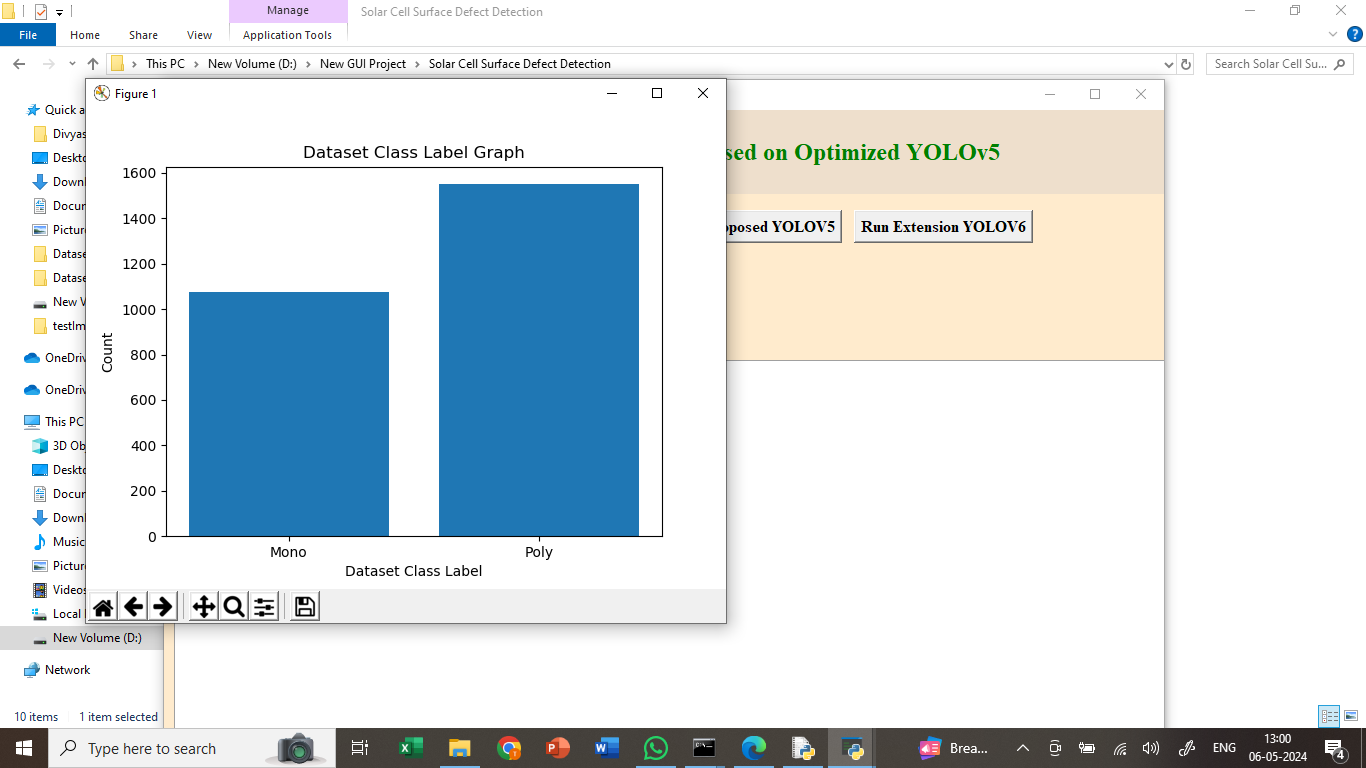 Manage
Solar Cell Surface Defect Detection
File
Home
Share
View
Application Tools
This PC
New Volume (D:)
New GUI Project
Solar Cell Surface Defect Detection
Search Solar Cell Su...
Quick a
Divyas
Deskto
Downl
Docur
Picture
Datase
Datase
New V
testIm
OneDriv
OneDriv
This PC
3D Ob
Deskto
Docur
Downl
Music
Picture
Videos
Local
New Volume (D:)
Network
10 items
1 item selected
Figure 1
Dataset Class Label Graph
1600
1400
1200
1000
800
600
400
200
0
Count
Mono
Poly
Dataset Class Label
sed on Optimized YOLOv5
posed YOLOV5
Run Extension YOLOV6
Type here to search
Brea...
ENG
13:00
06-05-2024
4